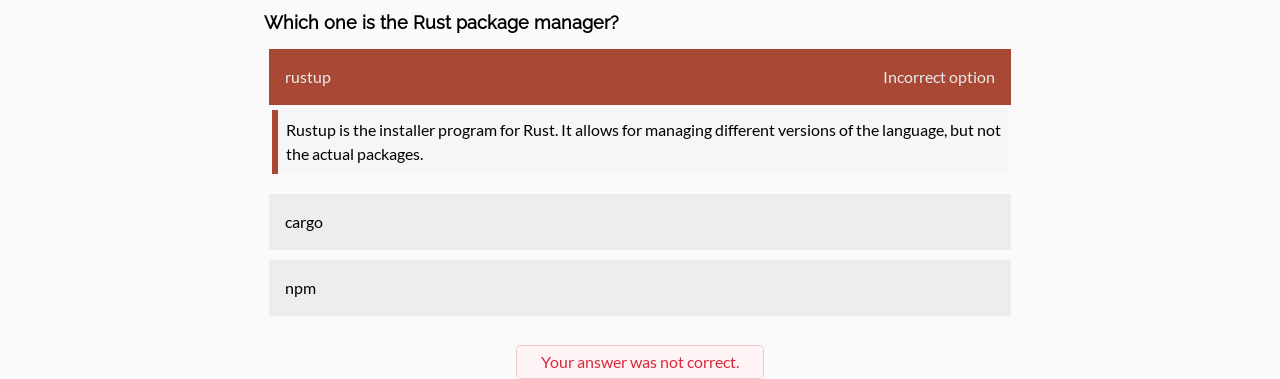 Which one is the Rust package manager?
rustup
Incorrect option
Rustup is the installer program for Rust. It allows for managing different versions of the language, but not
the actual packages.
cargo
npm
Your answer was not correct.